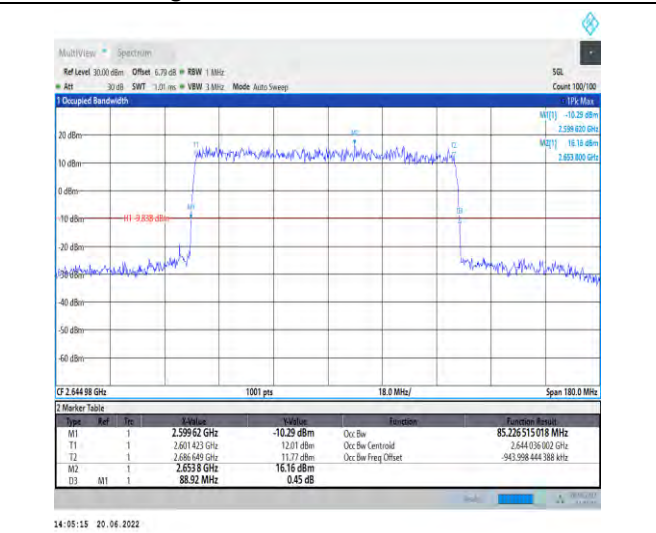 MultiView Spectrum
Ref Level 30.00 dBm Offset 6.79 dB RBW 1 MHz SGL
Att 30 dB SWT 1.01 ms VBW 3 MHz Mode Auto Sweep Count 100/100
1 Occupied Bandwidth 1Pk Max
M1[1] -10.29 dBm
2.599 620 GHz
M2[1] 16.16 dBm
2.653 800 GHz
20 dBm
M2
T1 T2
10 dBm
0 dBm
M1
D3
-10 dBm H1 -9.838 dBm
-20 dBm
-30 dBm
-40 dBm
-50 dBm
-60 dBm
CF 2.644 98 GHz 1001 pts 18.0 MHz/ Span 180.0 MHz
2 Marker Table
Type Ref Trc X-Value Y-Value Function Function Result
M1 1 2.599 62 GHz -10.29 dBm Occ Bw 85.226 515 018 MHz
T1 1 2.601 423 GHz 12.01 dBm Occ Bw Centroid 2.644 036 002 GHz
T2 1 2.686 649 GHz 11.77 dBm Occ Bw Freq Offset -943.998 444 388 kHz
M2 1 2.653 8 GHz 16.16 dBm
D3 M1 1 88.92 MHz 0.45 dB
14:05:15 20.06.2022